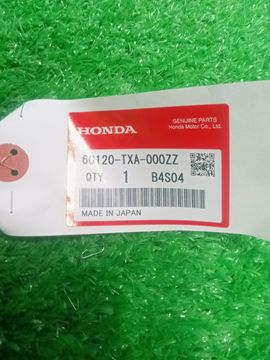 HONDA
GENUINE PARTS
Honda Motor Co., Ltd.
60120-TXA-000ZZ
QTY 1 B4S04
MADE IN JAPAN